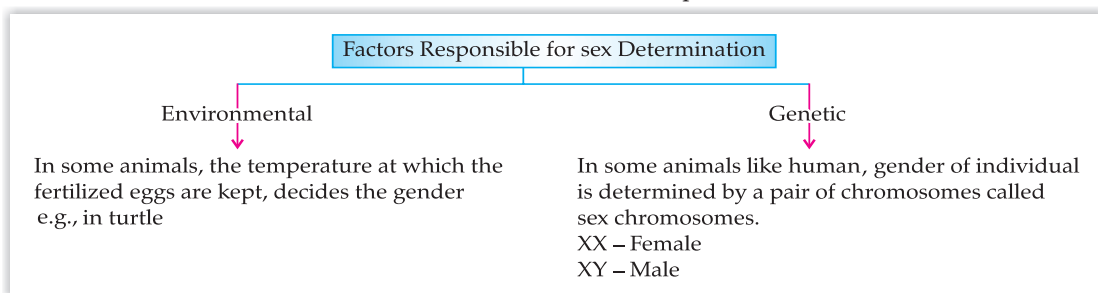 Factors Responsible for sex Determination
Environmental
In some animals, the temperature at which the
fertilized eggs are kept, decides the gender
e.g., in turtle
Genetic
In some animals like human, gender of individual
is determined by a pair of chromosomes called
sex chromosomes.
XX – Female
XY – Male